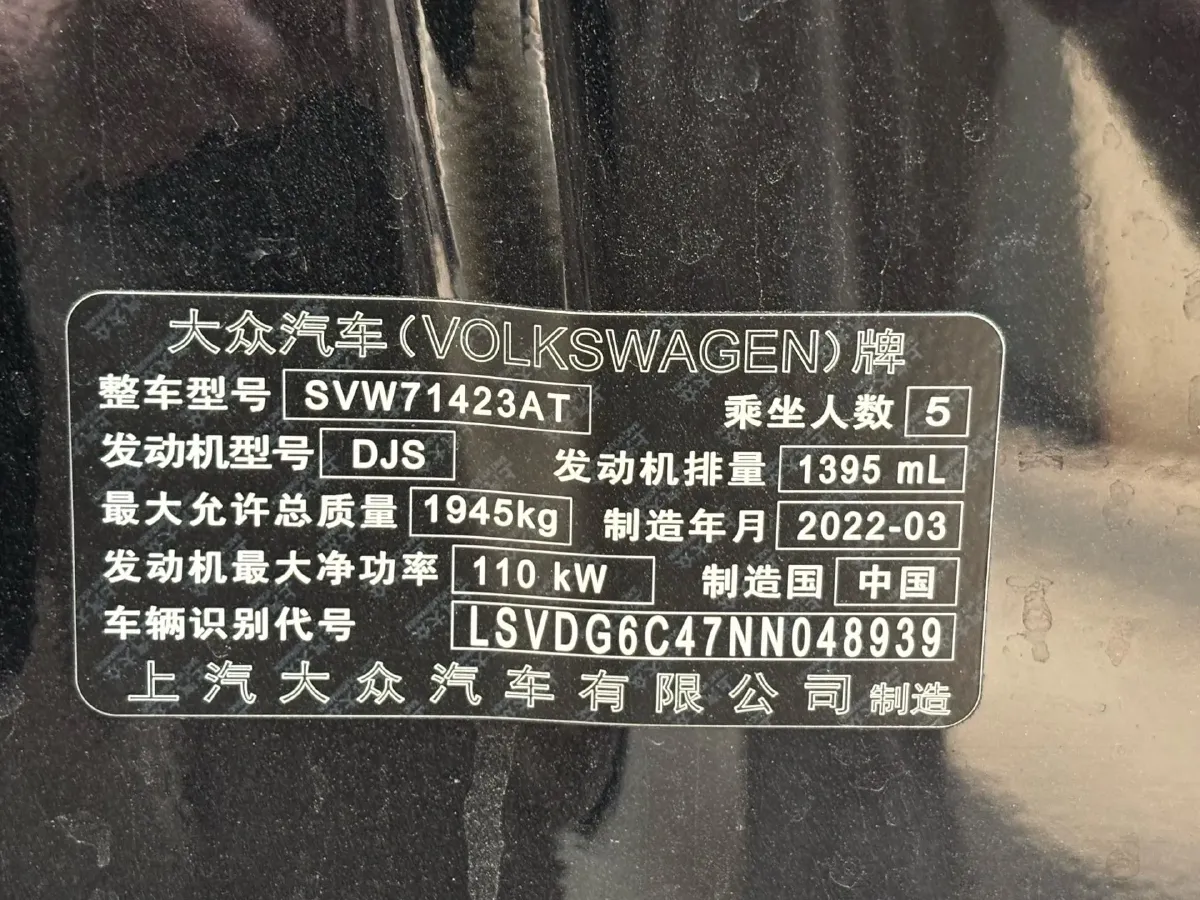 大众汽车(VOLKSWAGEN)牌
整车型号 SVW71423AT 乘坐人数 5
发动机型号 DJS 发动机排量 1395 mL
最大允许总质量 1945kg 制造年月 2022-03
发动机最大净功率 110 kW 制造国 中国
车辆识别代号 LSVDG6C47NN048939
上汽大众汽车有限公司 制造